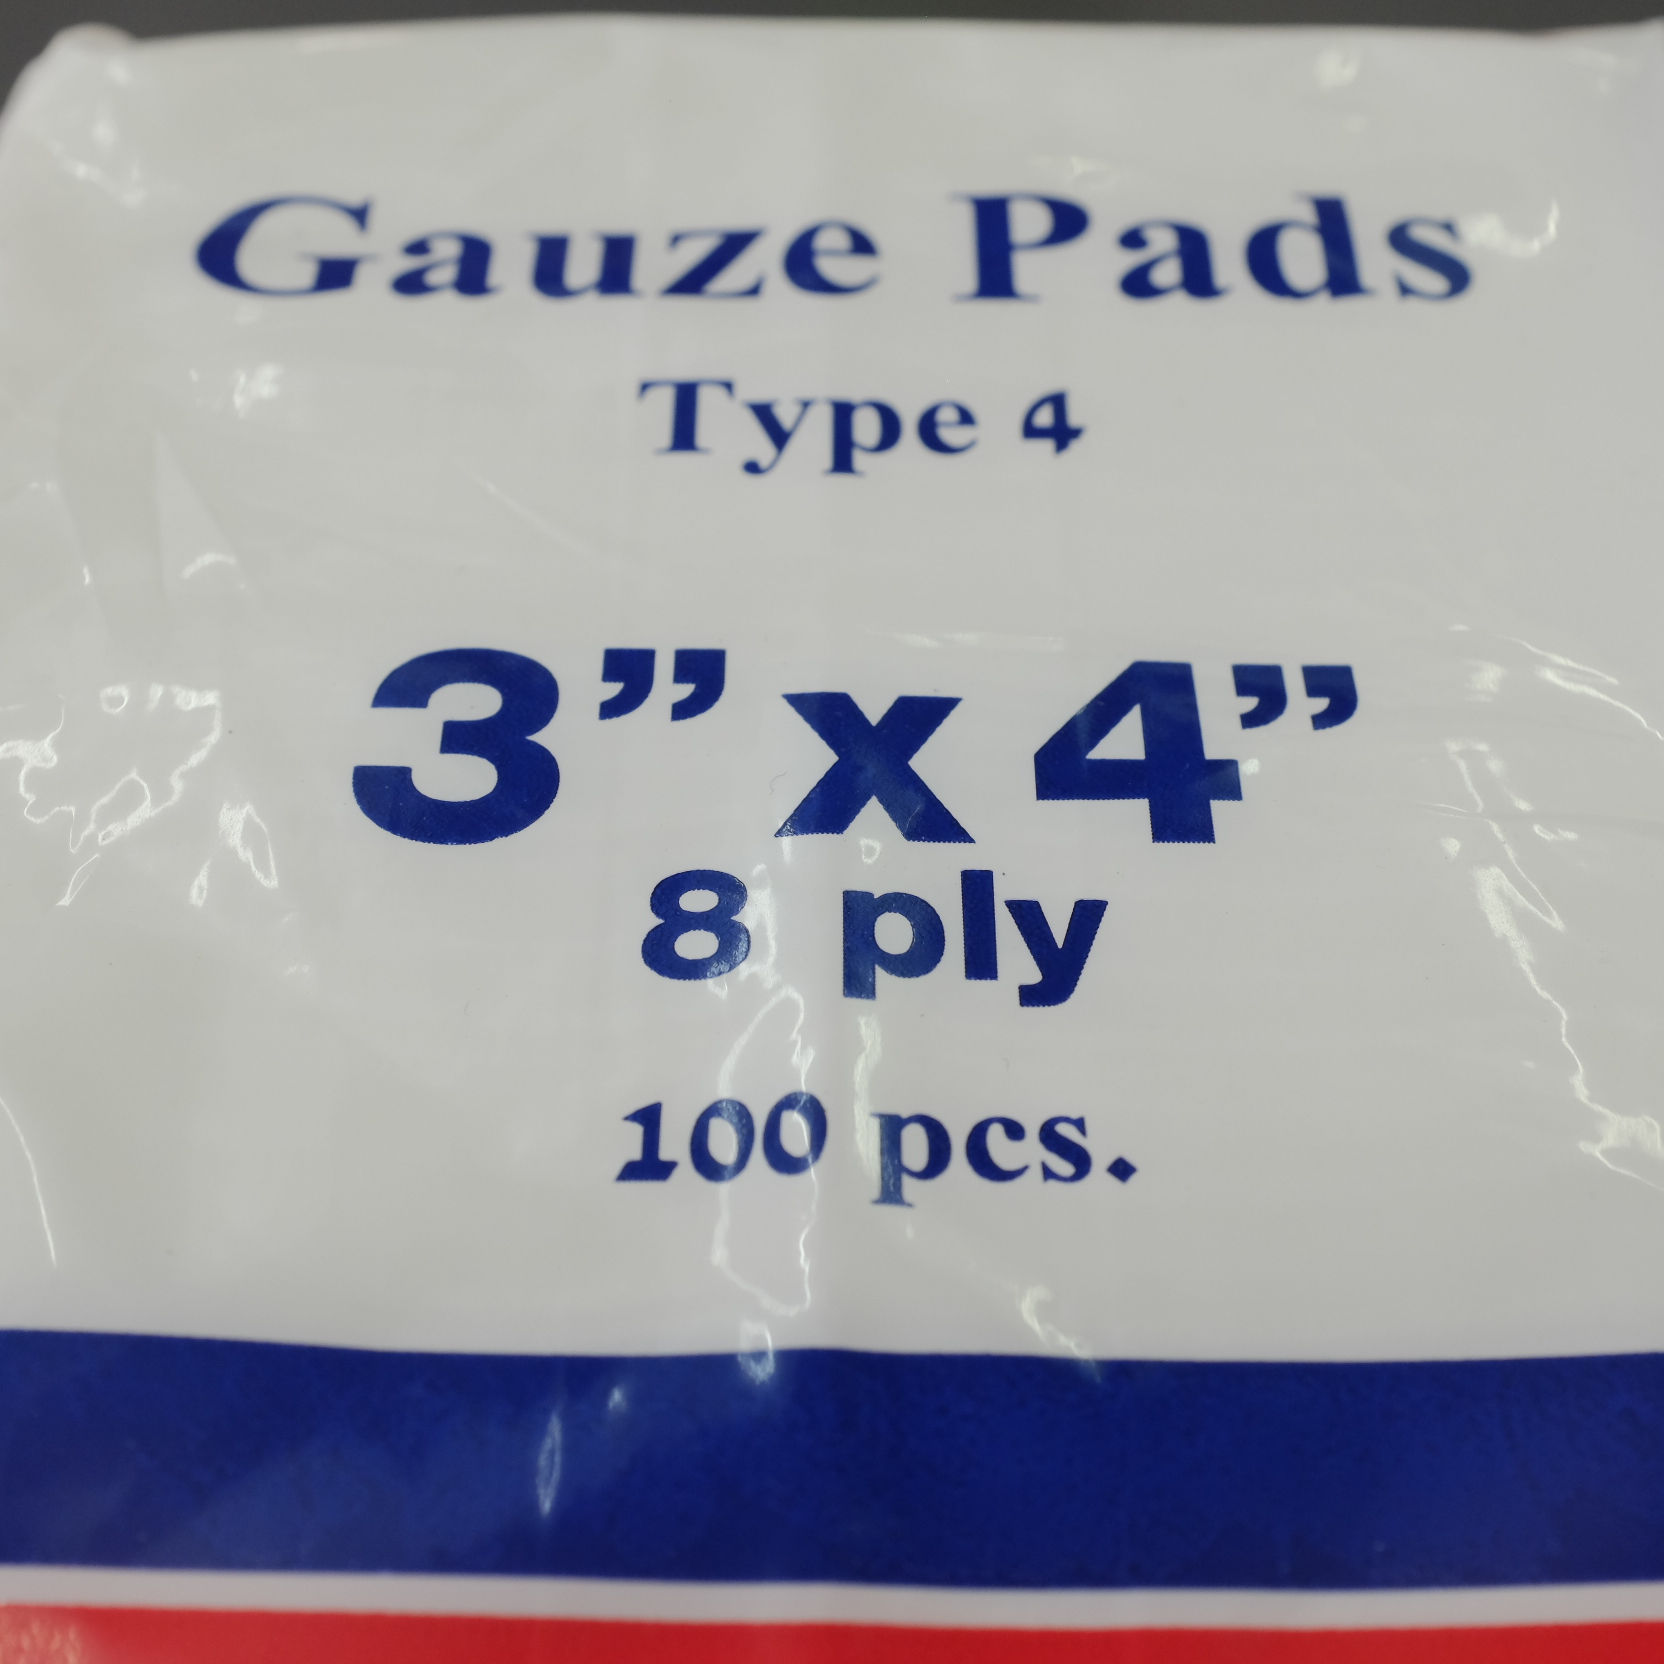 Gauze Pads
Type 4
3” x 4”
8 ply
100 pcs.